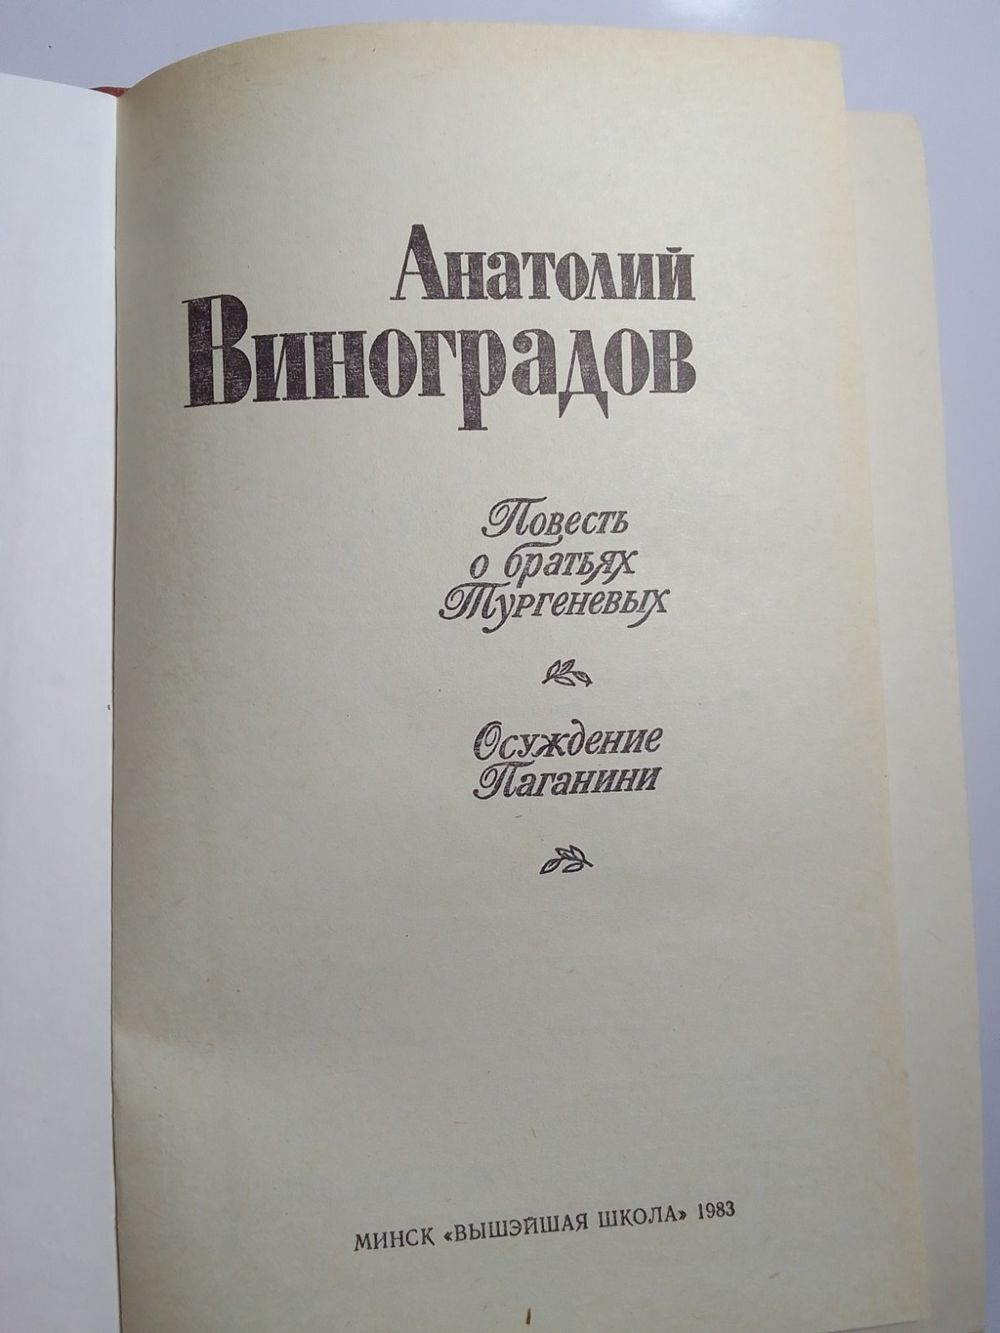 Анатолий
Виноградов
Повесть
о братьях
Тургеневых
Осуждение
Паганини
МИНСК «ВЫШЭЙШАЯ ШКОЛА» 1983